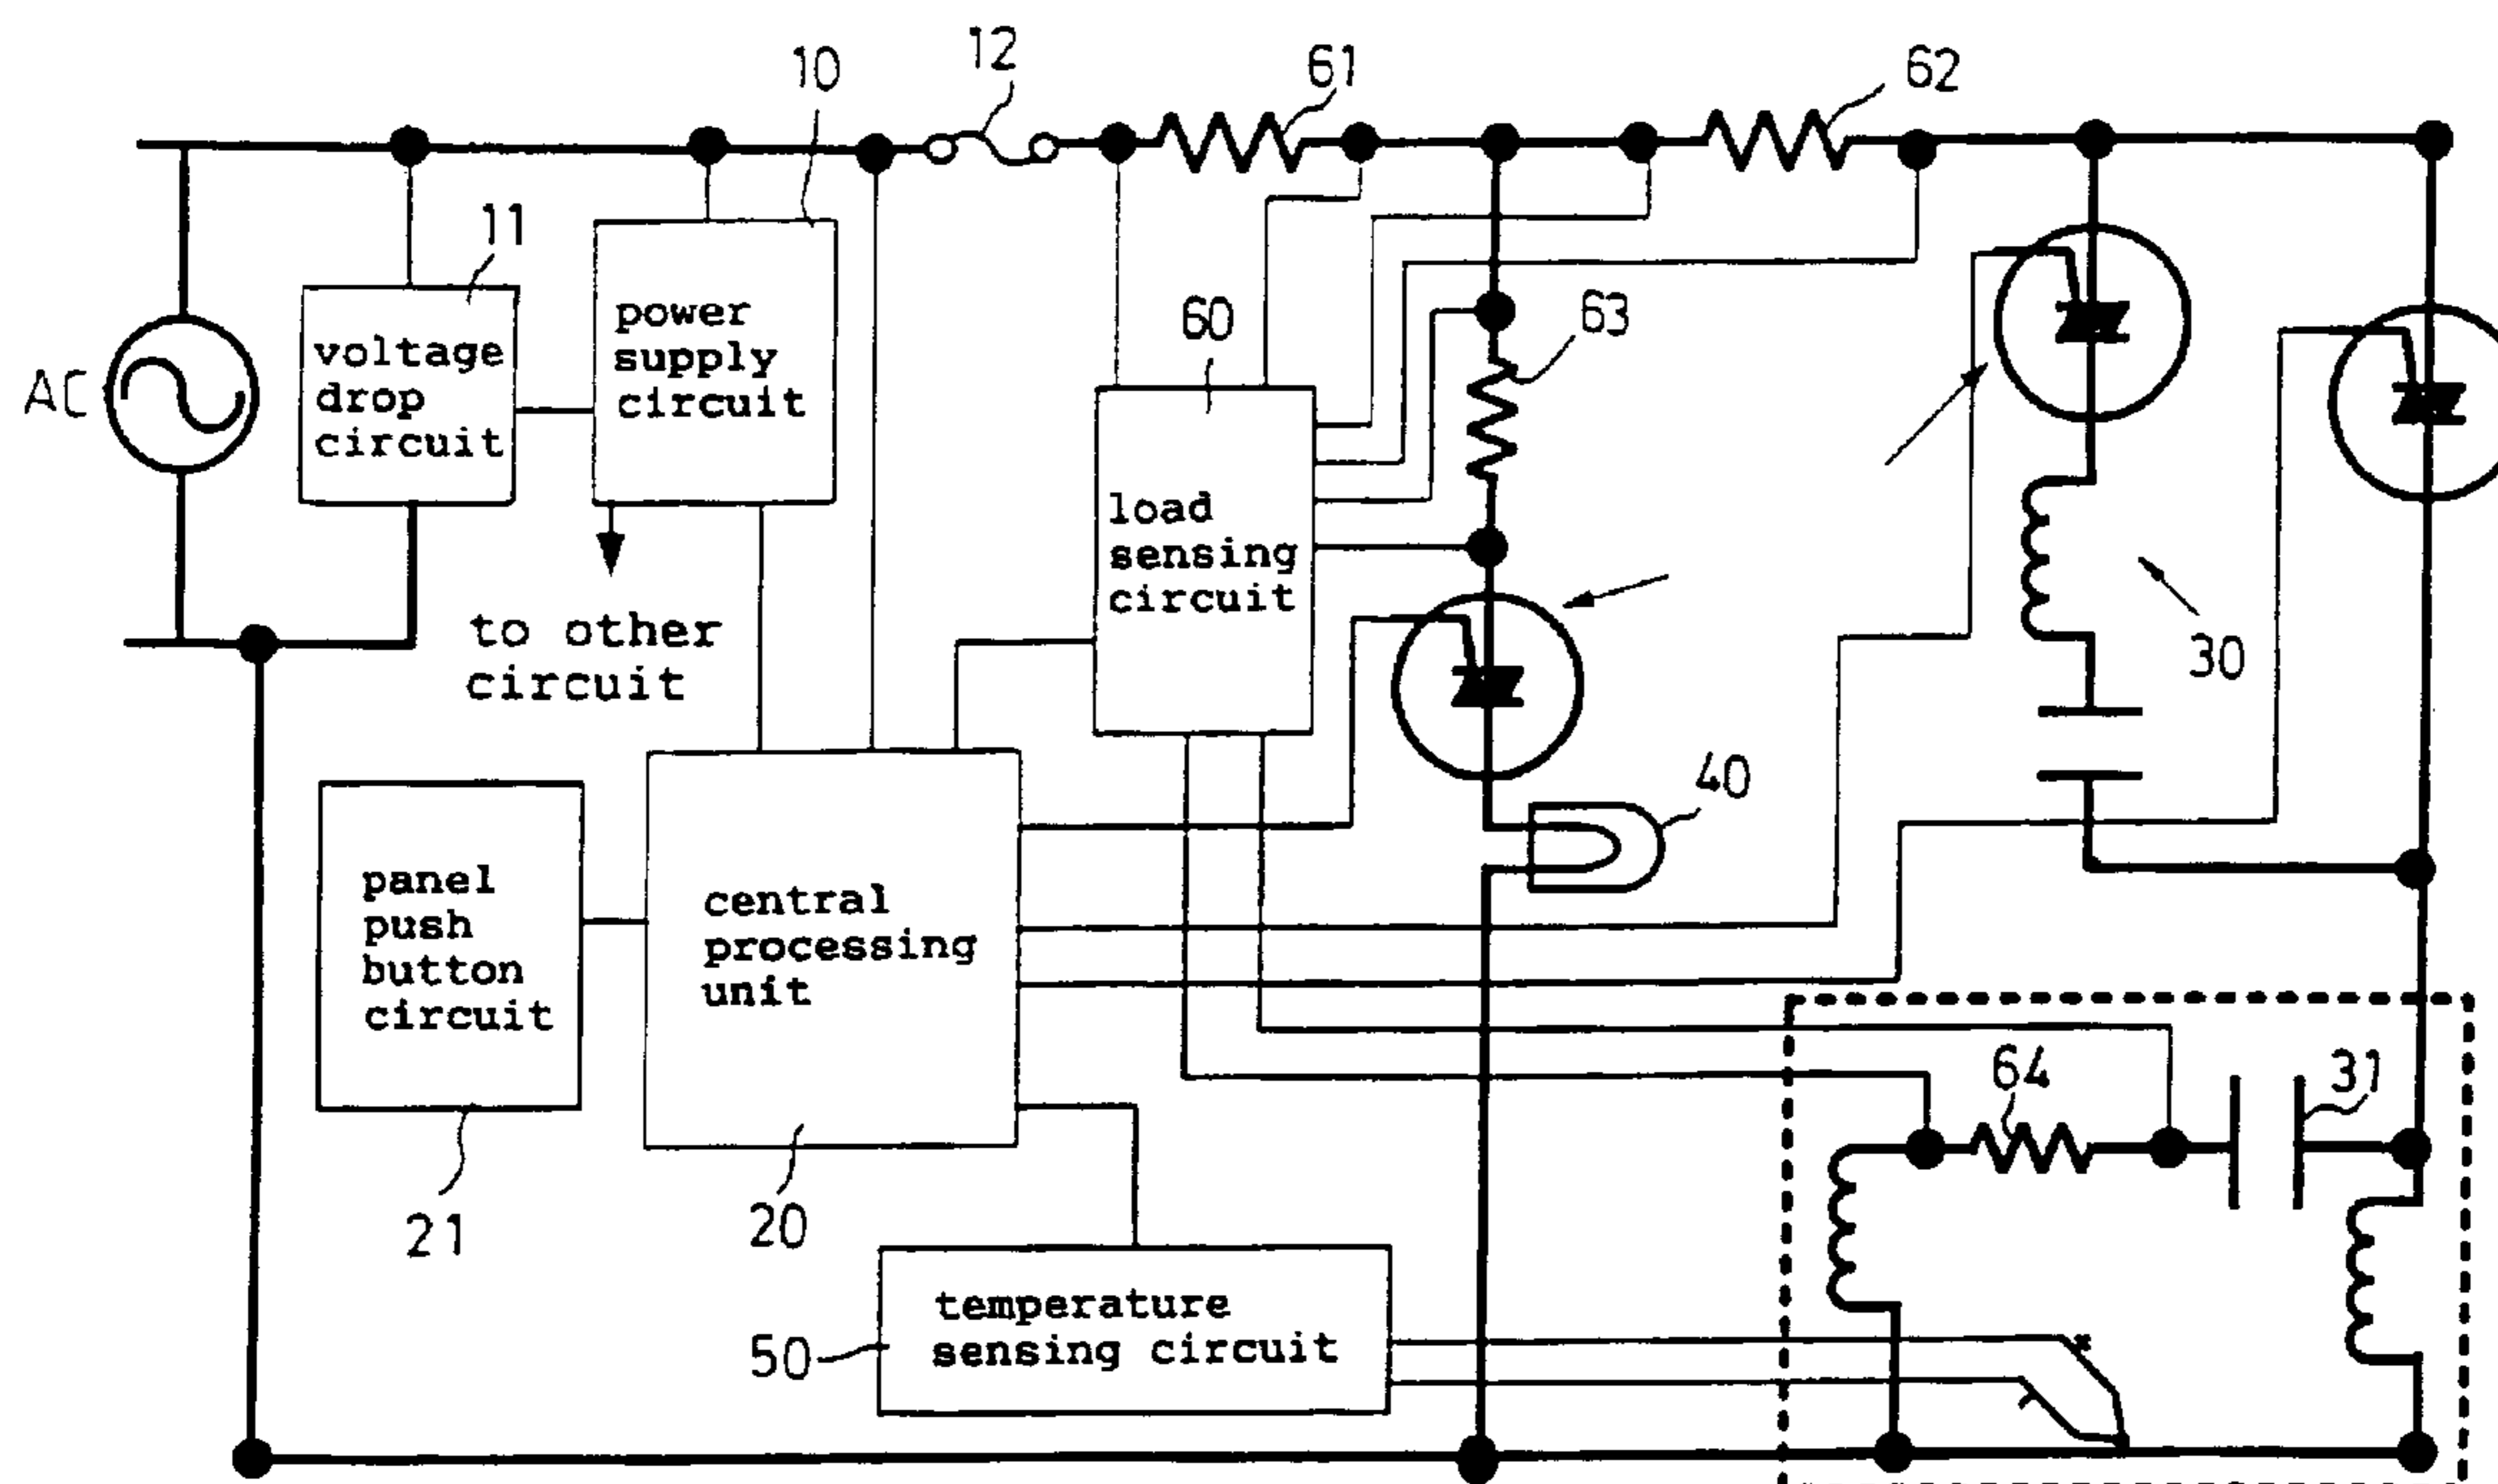 12
61
62
10
11
AC
voltage
drop
circuit
power
supply
circuit
60
63
load
sensing
circuit
to other
circuit
30
40
panel
push
button
circuit
central
processing
unit
64
31
21
20
temperature
sensing circuit
50